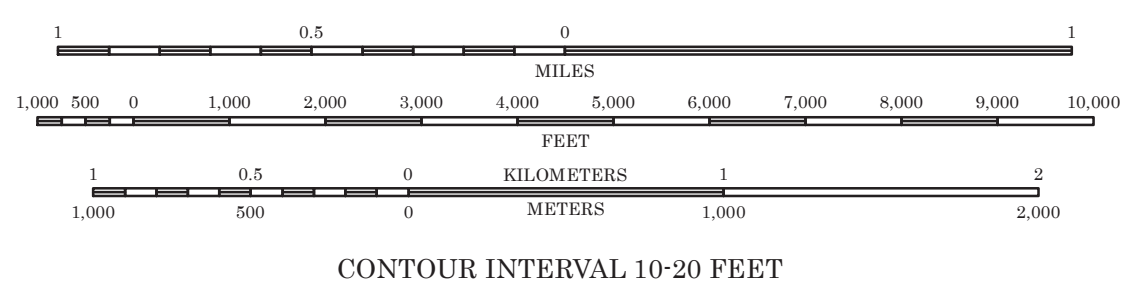 1 0.5 0 1
MILES
1,000 500 0 1,000 2,000 3,000 4,000 5,000 6,000 7,000 8,000 9,000 10,000
FEET
1 0.5 0 KILOMETERS 1 2
1,000 500 0 METERS 1,000 2,000
CONTOUR INTERVAL 10-20 FEET